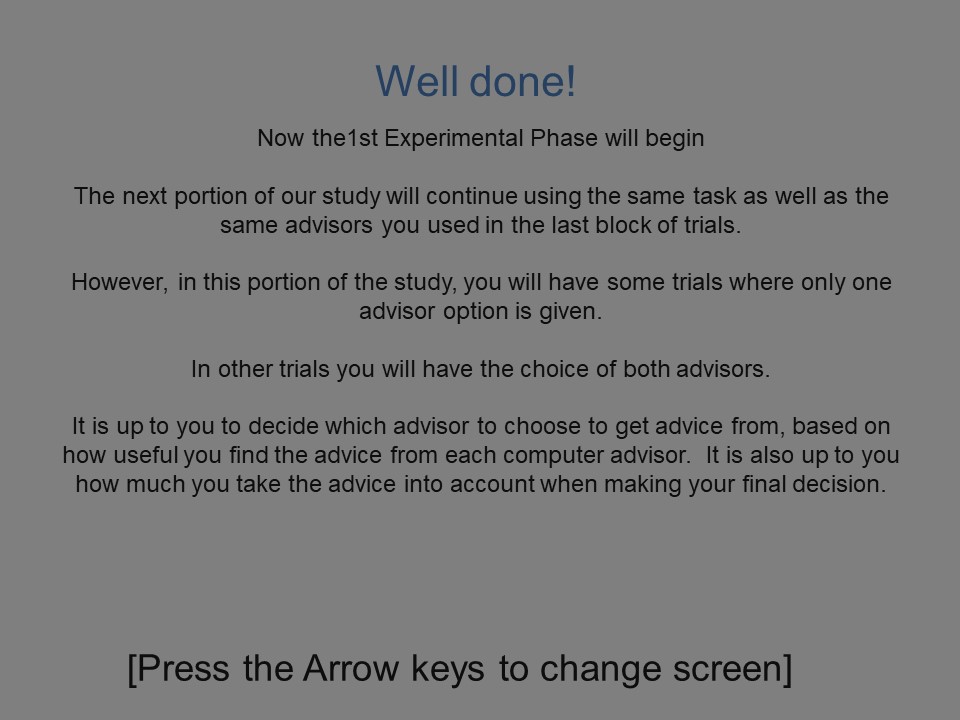 Well done!
Now the1st Experimental Phase will begin
The next portion of our study will continue using the same task as well as the
same advisors you used in the last block of trials.
However, in this portion of the study, you will have some trials where only one
advisor option is given.
In other trials you will have the choice of both advisors.
It is up to you to decide which advisor to choose to get advice from, based on
how useful you find the advice from each computer advisor.  It is also up to you
how much you take the advice into account when making your final decision.
[Press the Arrow keys to change screen]